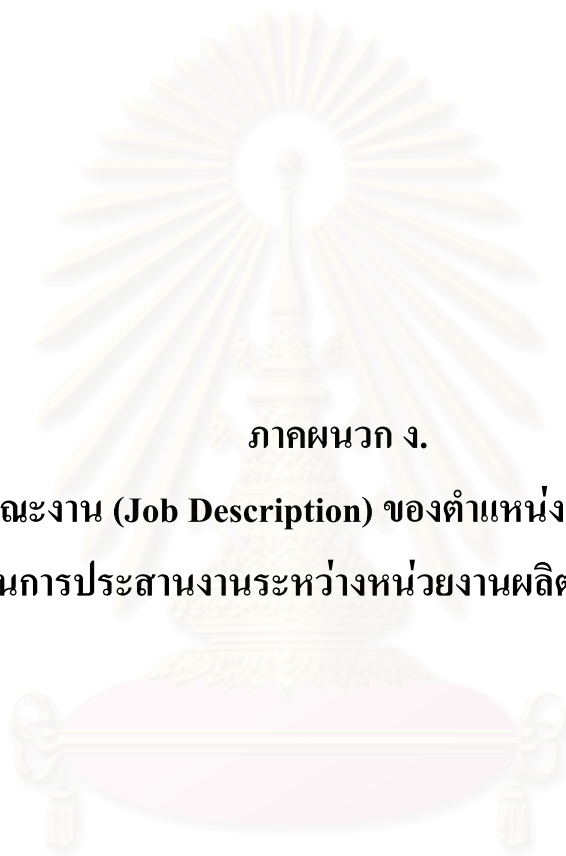 ภาคผนวก ง.
ณะงาน (Job Description) ของตำแหน่ง
นการประสานงานระหว่างหน่วยงานผลิต